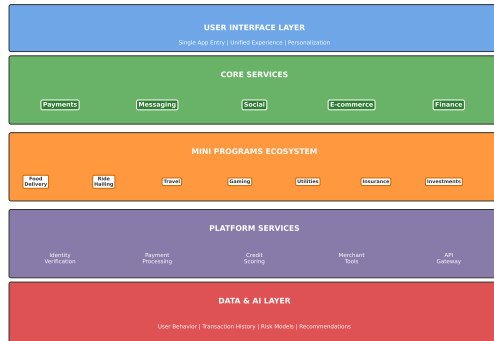 USER INTERFACE LAYER
Single App Entry | Unified Experience | Personalization
CORE SERVICES
Payments Messaging Social E-commerce Finance
MINI PROGRAMS ECOSYSTEM
Food Delivery Ride Hailing Travel Gaming Utilities Insurance Investments
PLATFORM SERVICES
Identity Verification Payment Processing Credit Scoring Merchant Tools API Gateway
DATA & AI LAYER
User Behavior | Transaction History | Risk Models | Recommendations